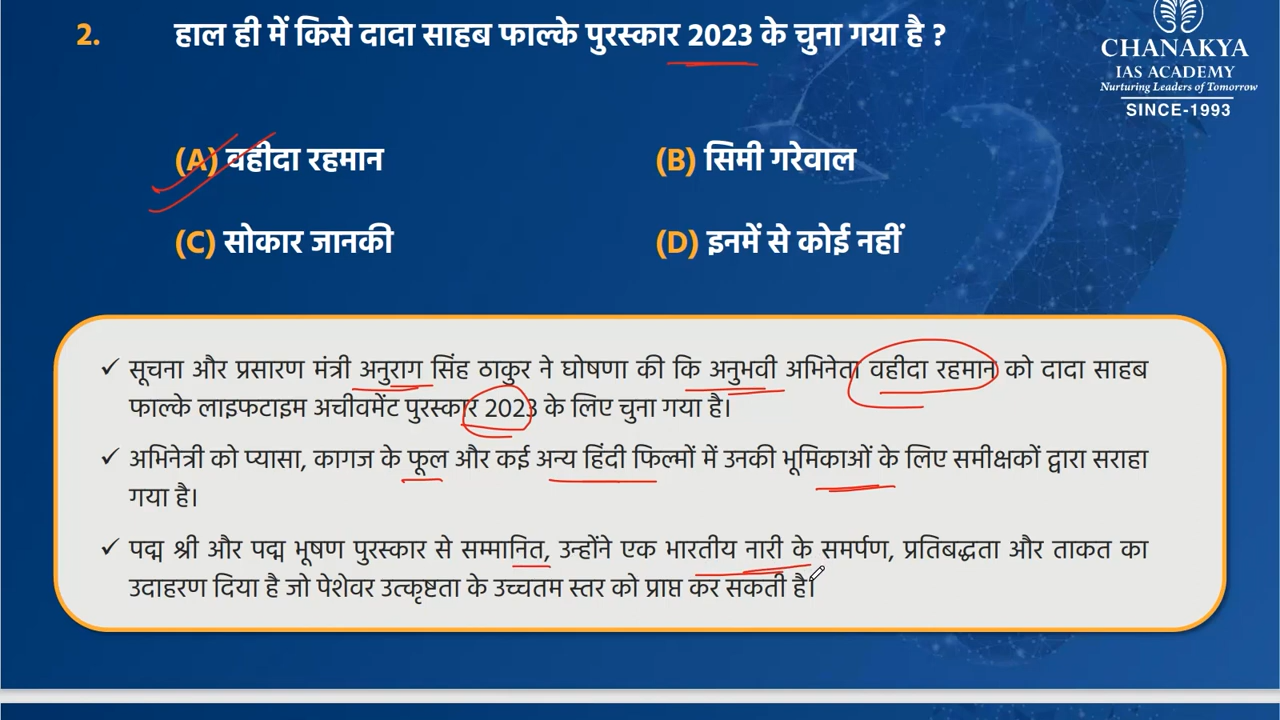 2. हाल ही में किसे दादा साहब फाल्के पुरस्कार 2023 के चुना गया है ?
CHANAKYA
IAS ACADEMY
Nurturing Leaders of Tomorrow
SINCE-1993
(A) वहीदा रहमान (B) सिमी गरेवाल
(C) सोकार जानकी (D) इनमें से कोई नहीं
✓ सूचना और प्रसारण मंत्री अनुराग सिंह ठाकुर ने घोषणा की कि अनुभवी अभिनेता वहीदा रहमान को दादा साहब
फाल्के लाइफटाइम अचीवमेंट पुरस्कार 2023 के लिए चुना गया है।
✓ अभिनेत्री को प्यासा, कागज के फूल और कई अन्य हिंदी फिल्मों में उनकी भूमिकाओं के लिए समीक्षकों द्वारा सराहा
गया है।
✓ पद्म श्री और पद्म भूषण पुरस्कार से सम्मानित, उन्होंने एक भारतीय नारी के समर्पण, प्रतिबद्धता और ताकत का
उदाहरण दिया है जो पेशेवर उत्कृष्टता के उच्चतम स्तर को प्राप्त कर सकती है।